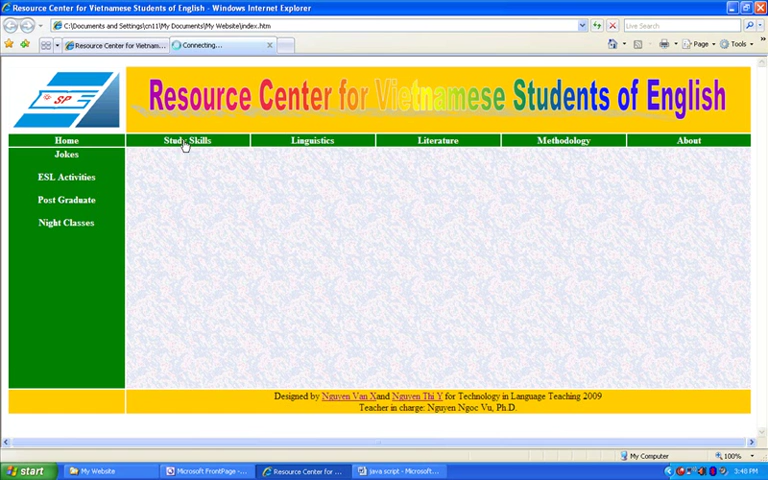 Resource Center for Vietnamese Students of English - Windows Internet Explorer
C:\Documents and Settings\cn11\My Documents\My Website\index.htm
Live Search
Resource Center for Vietnam...
Connecting...
Page
Tools
SP
Resource Center for Vietnamese Students of English
Home
Study Skills
Linguistics
Literature
Methodology
About
Jokes
ESL Activities
Post Graduate
Night Classes
Designed by Nguyen Van Xand Nguyen Thi Y for Technology in Language Teaching 2009
Teacher in charge: Nguyen Ngoc Vu, Ph.D.
My Computer
100%
start
My Website
Microsoft FrontPage -...
Resource Center for ...
java script - Microsoft...
3:48 PM